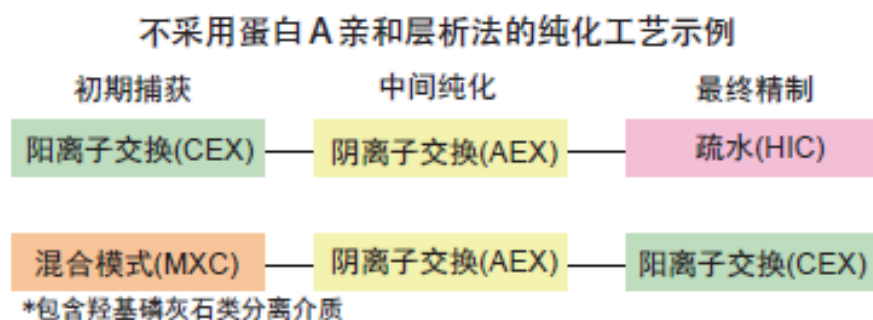 不采用蛋白A亲和层析法的纯化工艺示例
初期捕获 中间纯化 最终精制
阳离子交换(CEX) 阴离子交换(AEX) 疏水(HIC)
混合模式(MXC) 阴离子交换(AEX) 阳离子交换(CEX)
*包含羟基磷灰石类分离介质